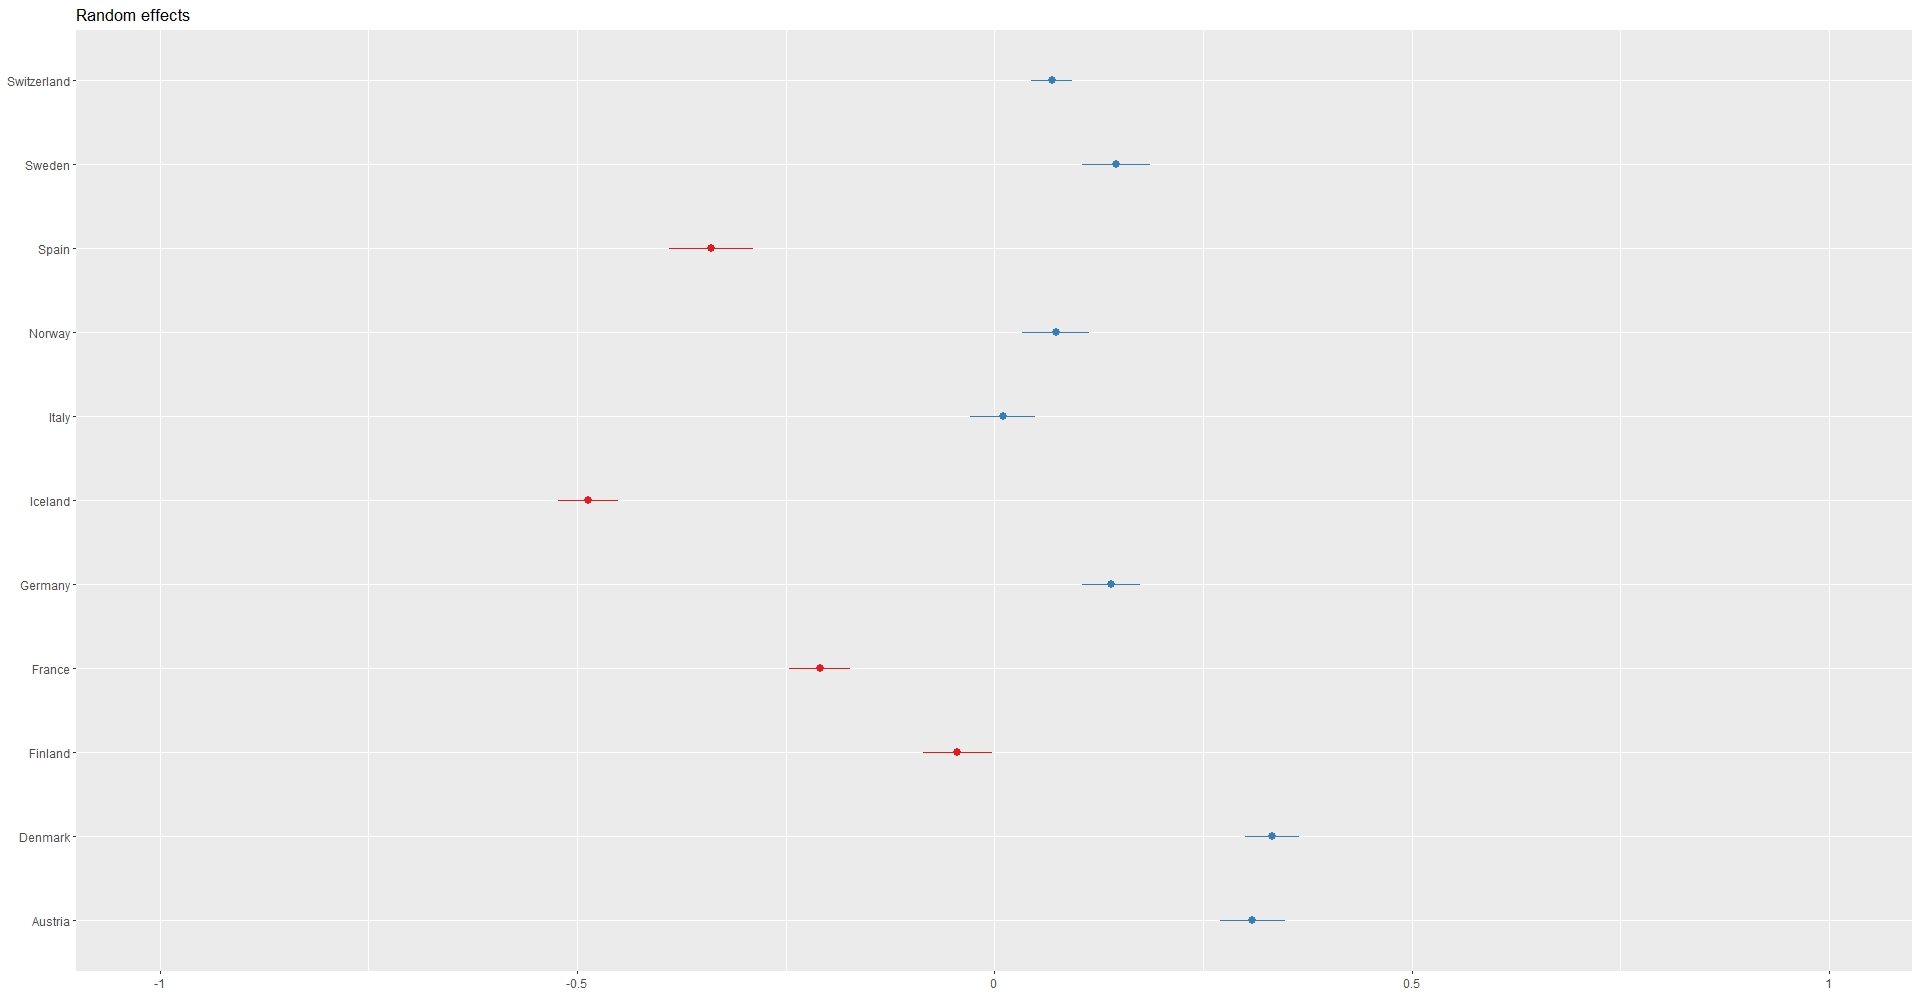 Random effects
Switzerland
Sweden
Spain
Norway
Italy
Iceland
Germany
France
Finland
Denmark
Austria
-1 -0.5 0 0.5 1